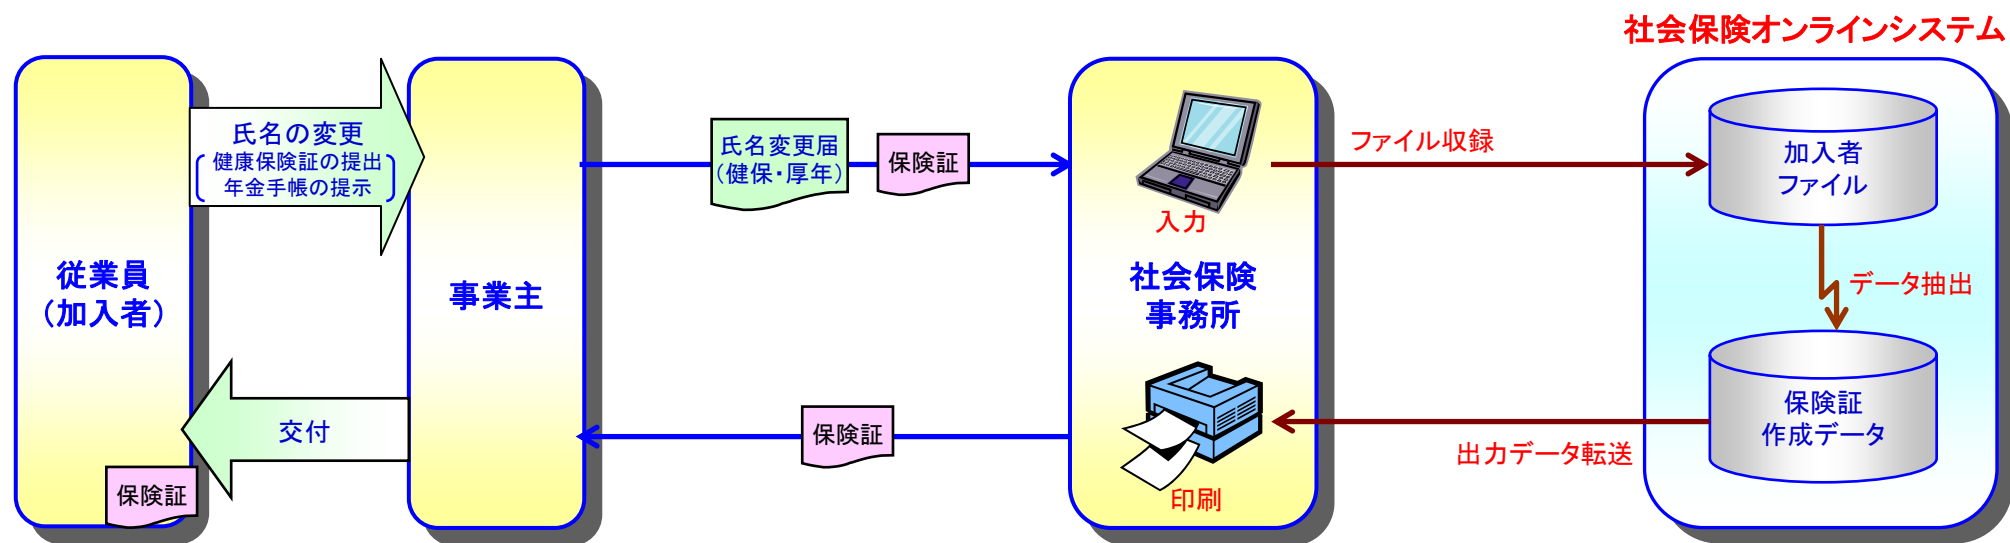 社会保険オンラインシステム
氏名の変更
健康保険証の提出
年金手帳の提示
従業員
(加入者)
交付
保険証
事業主
氏名変更届
(健保・厚年)
保険証
保険証
入力
社会保険
事務所
印刷
ファイル収録
出力データ転送
加入者
ファイル
データ抽出
保険証
作成データ